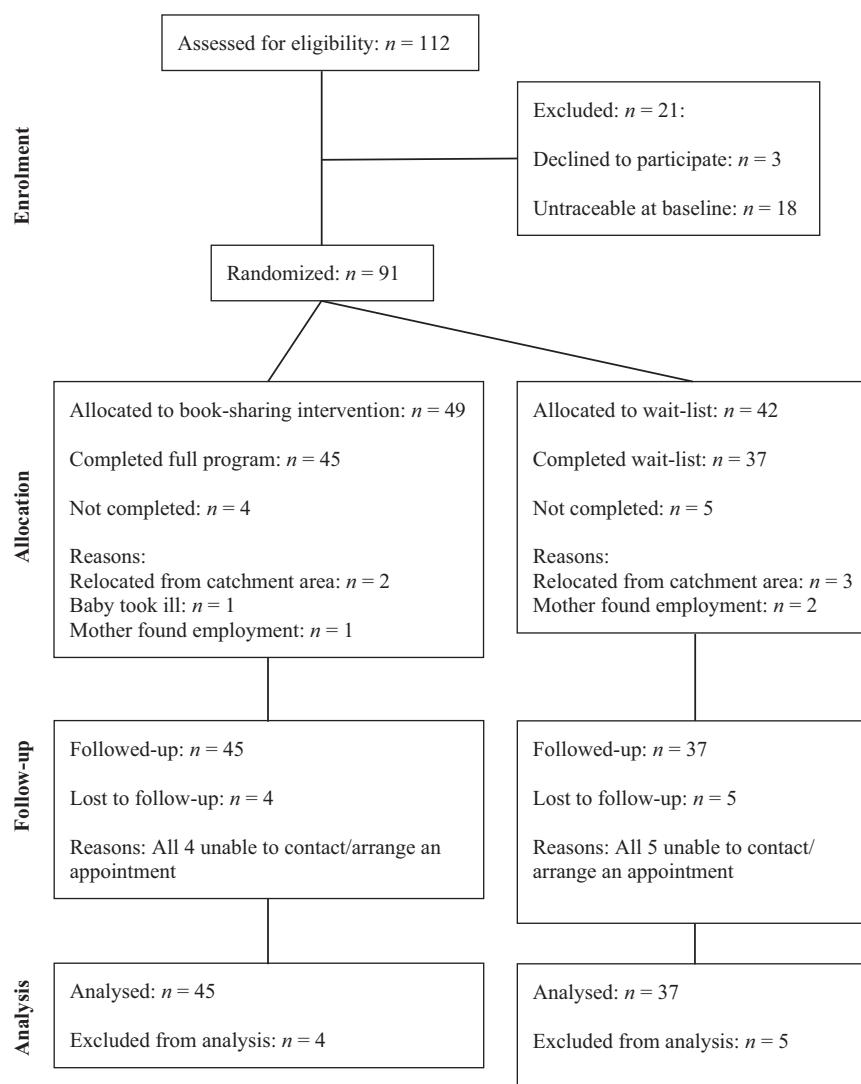 Assessed for eligibility: n = 112
Enrolment
Excluded: n = 21:
Declined to participate: n = 3
Untraceable at baseline: n = 18
Randomized: n = 91
Allocation
Allocated to book-sharing intervention: n = 49
Completed full program: n = 45
Not completed: n = 4
Reasons:
Relocated from catchment area: n = 2
Baby took ill: n = 1
Mother found employment: n = 1
Allocated to wait-list: n = 42
Completed wait-list: n = 37
Not completed: n = 5
Reasons:
Relocated from catchment area: n = 3
Mother found employment: n = 2
Follow-up
Followed-up: n = 45
Lost to follow-up: n = 4
Reasons: All 4 unable to contact/arrange an
appointment
Followed-up: n = 37
Lost to follow-up: n = 5
Reasons: All 5 unable to contact/
arrange an appointment
Analysis
Analysed: n = 45
Excluded from analysis: n = 4
Analysed: n = 37
Excluded from analysis: n = 5